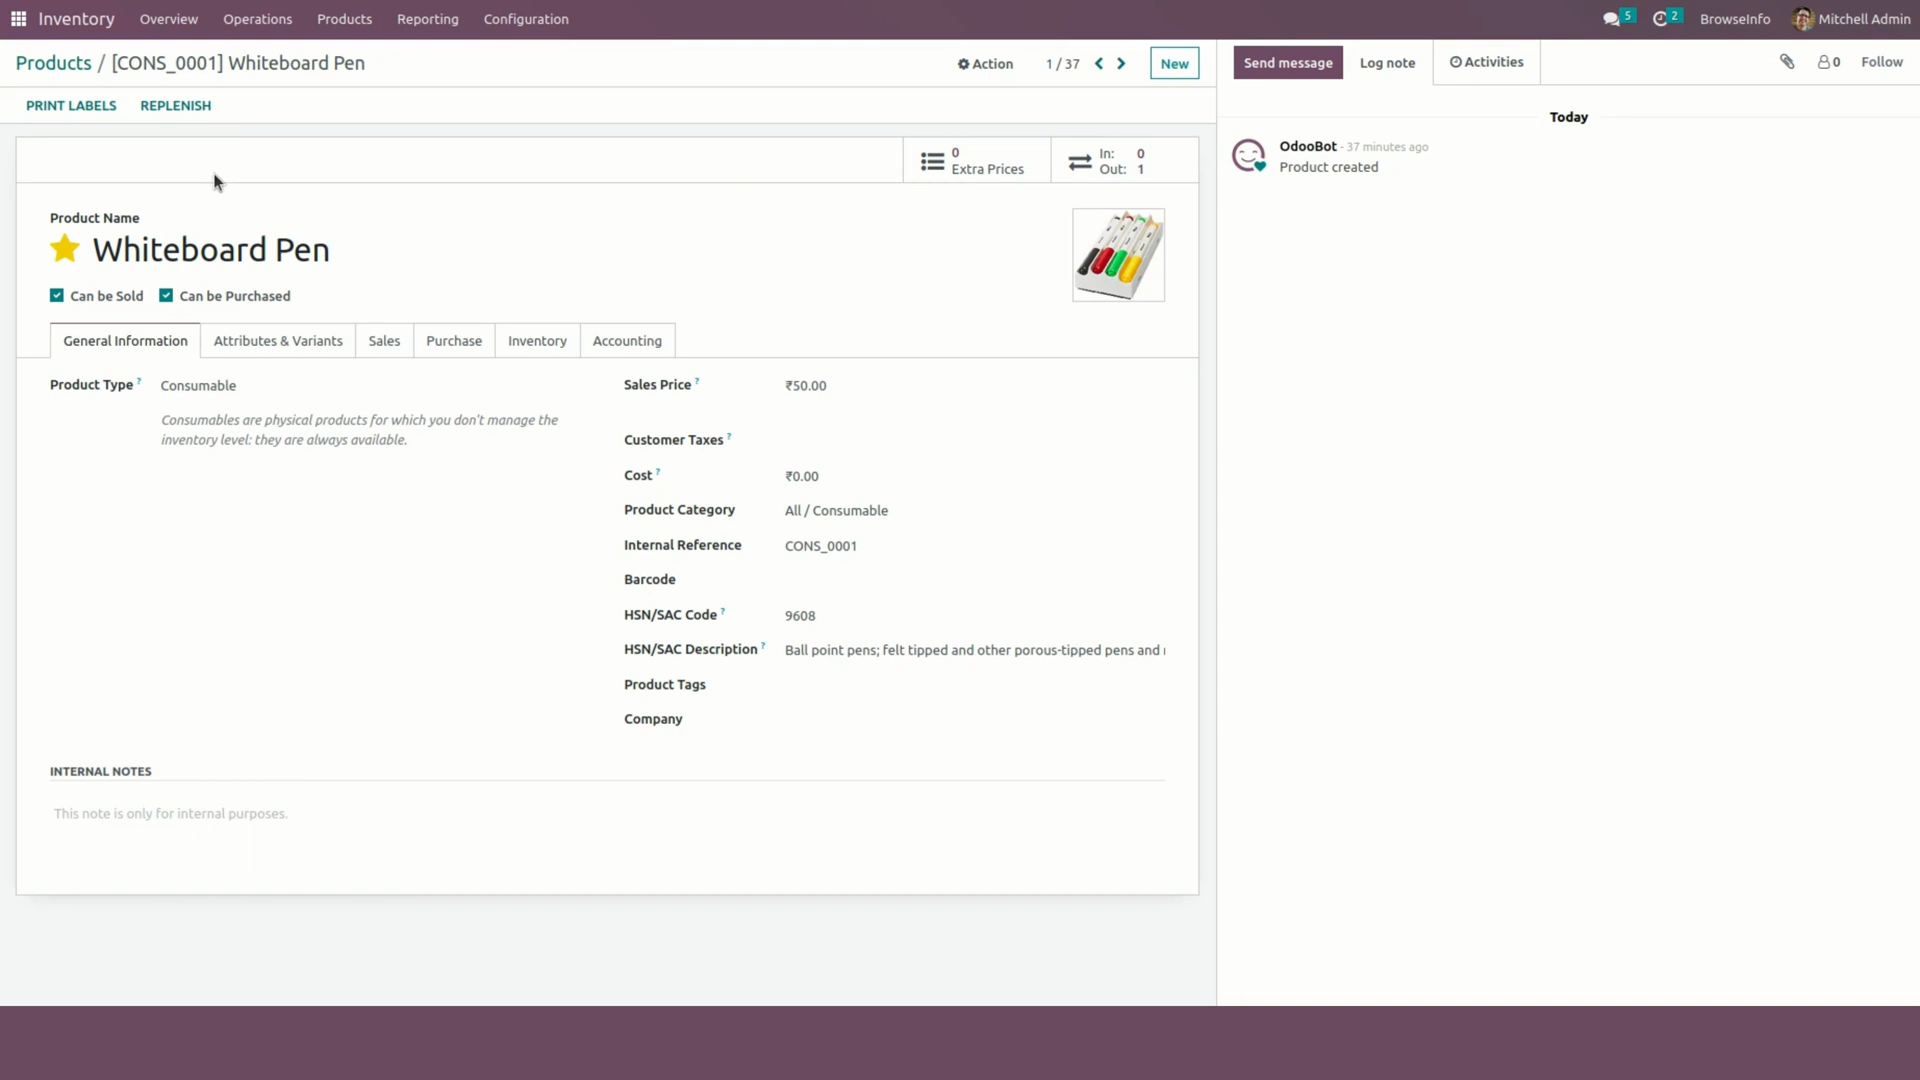 Inventory Overview Operations Products Reporting Configuration 5 2 BrowseInfo Mitchell Admin
Products / [CONS_0001] Whiteboard Pen Action 1 / 37 New
Send message Log note Activities 0 Follow
PRINT LABELS REPLENISH
Today
0
Extra Prices
In: 0
Out: 1
OdooBot - 37 minutes ago
Product created
Product Name
Whiteboard Pen
Can be Sold Can be Purchased
General Information Attributes & Variants Sales Purchase Inventory Accounting
Product Type ? Consumable
Consumables are physical products for which you don't manage the
inventory level: they are always available.
Sales Price ? ₹50.00
Customer Taxes ?
Cost ? ₹0.00
Product Category All / Consumable
Internal Reference CONS_0001
Barcode
HSN/SAC Code ? 9608
HSN/SAC Description ? Ball point pens; felt tipped and other porous-tipped pens and
Product Tags
Company
INTERNAL NOTES
This note is only for internal purposes.